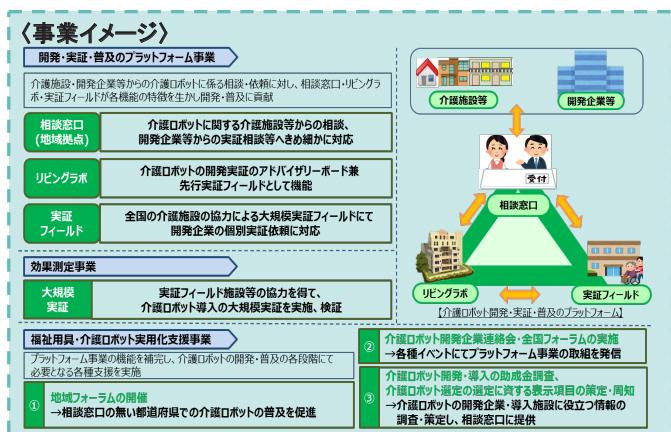 〈事業イメージ〉
開発・実証・普及のプラットフォーム事業
介護施設・開発企業等からの介護ロボットに係る相談・依頼に対し、相談窓口・リビングラ
ボ・実証フィールドが各機能の特徴を生かし開発・普及に貢献
相談窓口
(地域拠点)
介護ロボットに関する介護施設等からの相談、
開発企業等からの実証相談等へきめ細かに対応
リビングラボ
介護ロボットの開発実証のアドバイザリーボード兼
先行実証フィールドとして機能
実証
フィールド
全国の介護施設の協力による大規模実証フィールドにて
開発企業の個別実証依頼に対応
効果測定事業
大規模
実証
実証フィールド施設等の協力を得て、
介護ロボット導入の大規模実証を実施、検証
福祉用具・介護ロボット実用化支援事業
プラットフォーム事業の機能を補完し、介護ロボットの開発・普及の各段階にて
必要となる各種支援を実施
①
地域フォーラムの開催
→相談窓口の無い都道府県での介護ロボットの普及を促進
介護施設等
開発企業等
受付
相談窓口
リビングラボ
実証フィールド
【介護ロボット開発・実証・普及のプラットフォーム】
②
介護ロボット開発企業連絡会・全国フォーラムの実施
→各種イベントにてプラットフォーム事業の取組を発信
③
介護ロボット開発・導入の助成金調査、
介護ロボット選定の選定に資する表示項目の策定・周知
→介護ロボットの開発企業・導入施設に役立つ情報の
調査・策定し、相談窓口に提供